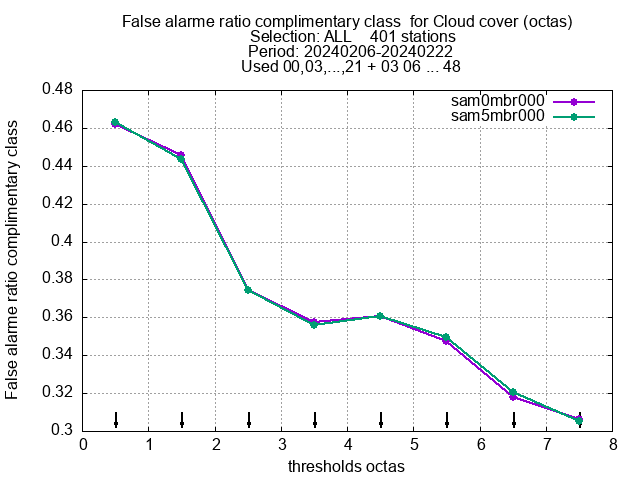 False alarme ratio complimentary class  for Cloud cover (octas)
Selection: ALL    401 stations
Period: 20240206-20240222
Used 00,03,...,21 + 03 06 ... 48
sam0mbr000
sam5mbr000
False alarme ratio complimentary class
0.48
0.46
0.44
0.42
0.4
0.38
0.36
0.34
0.32
0.3
0 1 2 3 4 5 6 7 8
thresholds octas